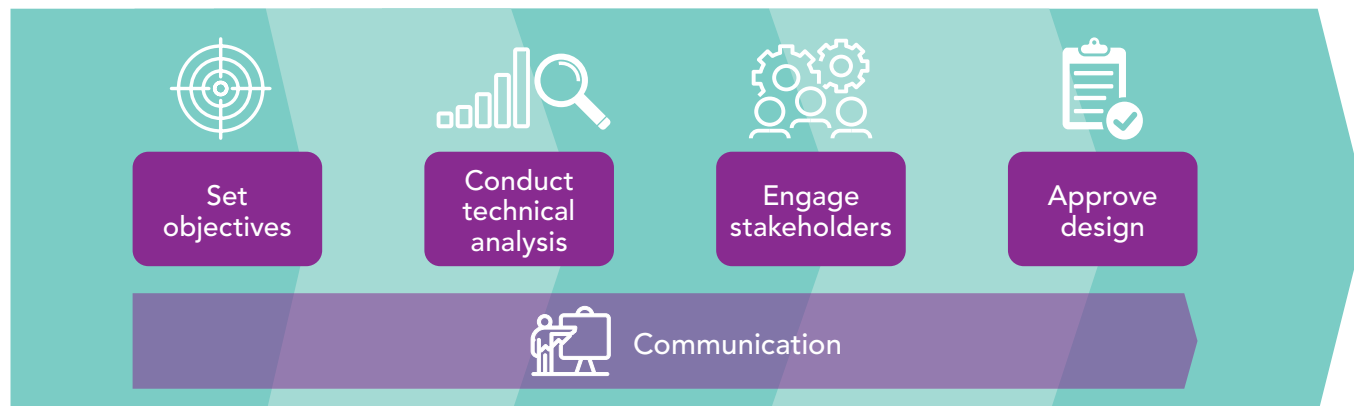 Set
objectives
Conduct
technical
analysis
Engage
stakeholders
Approve
design
Communication